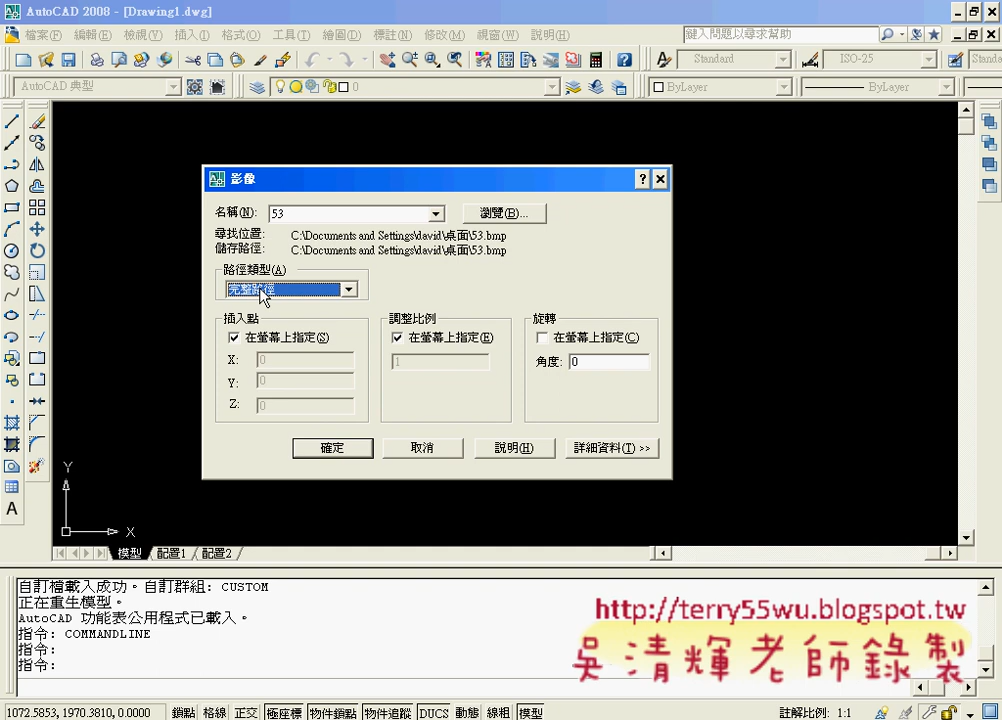 AutoCAD 2008 - [Drawing1.dwg]
檔案(F) 編輯(E) 檢視(V) 插入(I) 格式(O) 工具(T) 繪圖(D) 標註(N) 修改(M) 視窗(W) 說明(H)
鍵入問題以尋求幫助
Standard
ISO-25
Standa
AutoCAD 典型
0
ByLayer
ByLayer
影像
名稱(N): 53
瀏覽(B)...
尋找位置: C:\Documents and Settings\david\桌面\53.bmp
儲存路徑: C:\Documents and Settings\david\桌面\53.bmp
路徑類型(A)
完整路徑
插入點
在螢幕上指定(S)
X: 0
Y: 0
Z: 0
調整比例
在螢幕上指定(E)
1
旋轉
在螢幕上指定(C)
角度: 0
確定
取消
說明(H)
詳細資料(T) >>
Y
X
模型 配置1 配置2
自訂檔載入成功。自訂群組: CUSTOM
正在重生模型。
AutoCAD 功能表公用程式已載入。
指令: COMMANDLINE
指令:
指令:
http://terry55wu.blogspot.tw
吳清輝老師錄製
1072.5853, 1970.3810, 0.0000
鎖點 格線 正交 極座標 物件鎖點 物件追蹤 DUCS 動態 線粗 模型
註解比例: 1:1